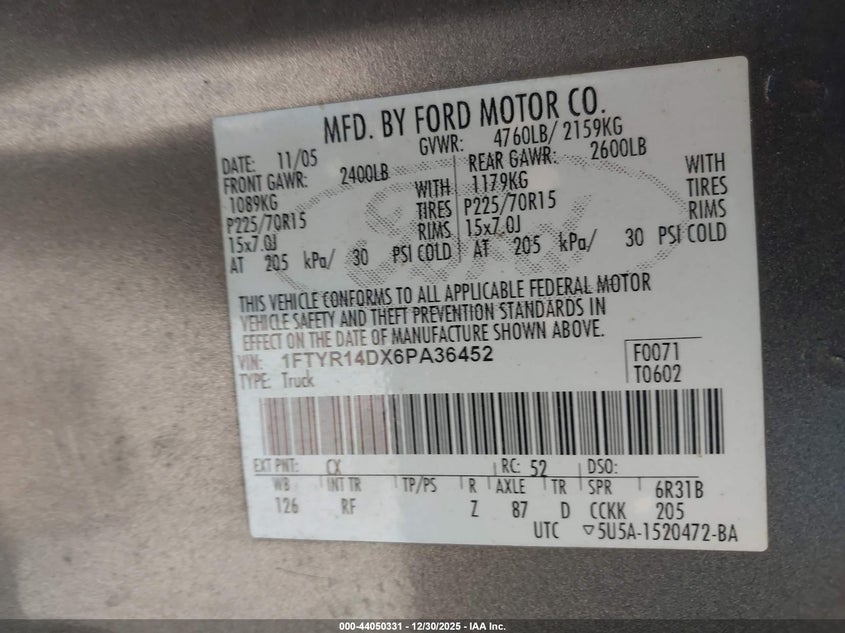 MFD. BY FORD MOTOR CO.
DATE: 11/05 GVWR: 4760LB/ 2159KG
FRONT GAWR: 2400LB REAR GAWR: 2600LB
1089KG WITH 1179KG WITH
P225/70R15 TIRES P225/70R15 TIRES
15x7.0J RIMS 15x7.0J RIMS
AT 205 kPa/ 30 PSI COLD AT 205 kPa/ 30 PSI COLD
THIS VEHICLE CONFORMS TO ALL APPLICABLE FEDERAL MOTOR
VEHICLE SAFETY AND THEFT PREVENTION STANDARDS IN
EFFECT ON THE DATE OF MANUFACTURE SHOWN ABOVE.
VIN: 1FTYR14DX6PA36452 F0071
TYPE: Truck T0602
EXT PNT: CX RC: 52 DSO:
WB INT TR TP/PS R AXLE TR SPR 6R31B
126 RF Z 87 D CCKK 205
UTC ▽5U5A-1520472-BA
000-44050331 - 12/30/2025 - IAA Inc.